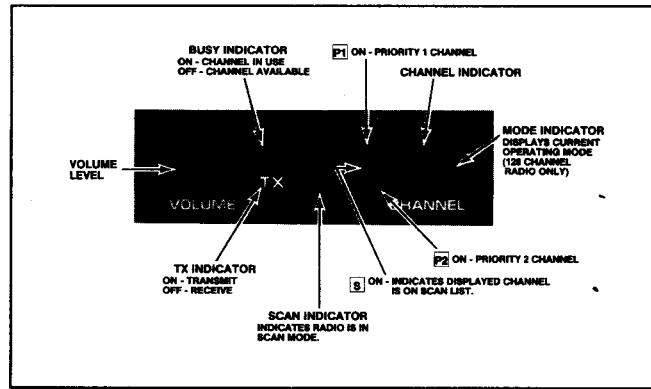 BUSY INDICATOR
ON - CHANNEL IN USE
OFF - CHANNEL AVAILABLE
P1 ON - PRIORITY 1 CHANNEL
CHANNEL INDICATOR
MODE INDICATOR
DISPLAYS CURRENT
OPERATING MODE
(128 CHANNEL
RADIO ONLY)
VOLUME
LEVEL
TX
VOLUME
CHANNEL
TX INDICATOR
ON - TRANSMIT
OFF - RECEIVE
P2 ON - PRIORITY 2 CHANNEL
S ON - INDICATES DISPLAYED CHANNEL
IS ON SCAN LIST.
SCAN INDICATOR
INDICATES RADIO IS IN
SCAN MODE.